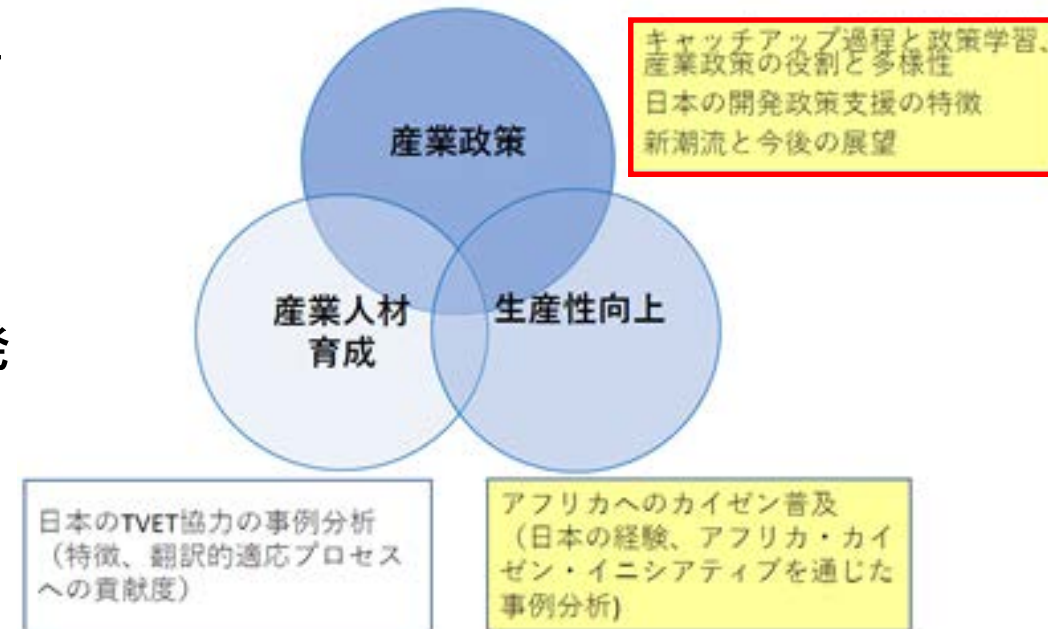 キャッチアップ過程と政策学習、
産業政策の役割と多様性
日本の開発政策支援の特徴
新潮流と今後の展望
産業政策
産業人材
育成
生産性向上
発
日本のTVET協力の事例分析
（特徴、翻訳的適応プロセス
への貢献度）
アフリカへのカイゼン普及
（日本の経験、アフリカ・カイ
ゼン・イニシアティブを通じた
事例分析)